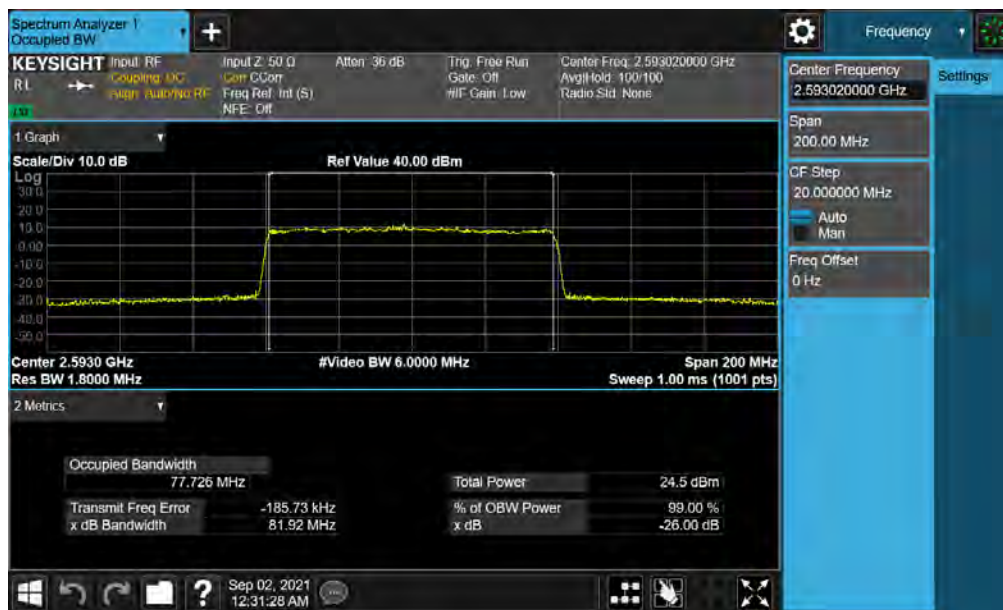 Spectrum Analyzer 1
Occupied BW
Frequency
KEYSIGHT
RL
Input: RF
Coupling: DC
Align: Auto/No RF
Input Z: 50 Ω
Corr CCorr
Freq Ref: Int (S)
NFE: Off
Atten: 36 dB
Trig: Free Run
Gate: Off
#IF Gain: Low
Center Freq: 2.593020000 GHz
Avg|Hold: 100/100
Radio Std: None
Center Frequency
2.593020000 GHz
Settings
Span
200.00 MHz
CF Step
20.000000 MHz
Auto
Man
Freq Offset
0 Hz
1 Graph
Scale/Div 10.0 dB
Ref Value 40.00 dBm
Log
30.0
20.0
10.0
0.00
-10.0
-20.0
-30.0
-40.0
-50.0
Center 2.5930 GHz
#Video BW 6.0000 MHz
Span 200 MHz
Res BW 1.8000 MHz
Sweep 1.00 ms (1001 pts)
2 Metrics
Occupied Bandwidth
77.726 MHz
Total Power
24.5 dBm
Transmit Freq Error
-185.73 kHz
% of OBW Power
99.00 %
x dB Bandwidth
81.92 MHz
x dB
-26.00 dB
Sep 02, 2021
12:31:28 AM